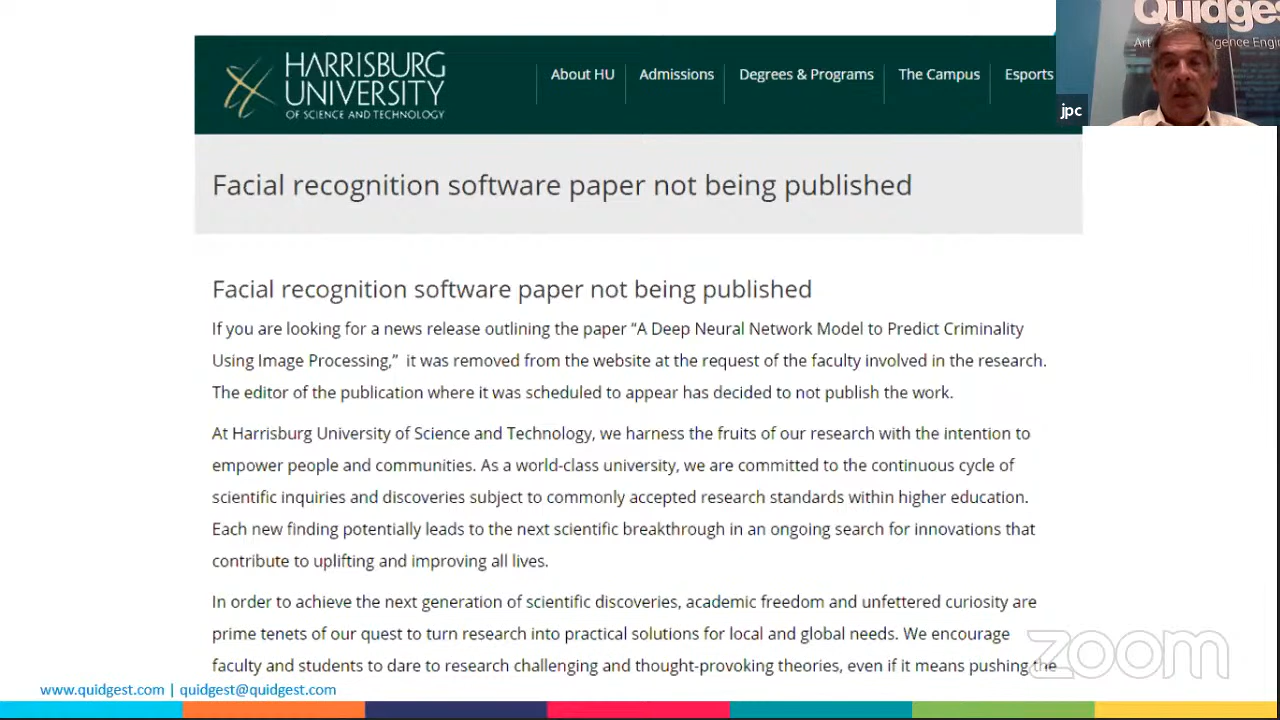 Quidges
Art
gence Engi
jpc
HARRISBURG
UNIVERSITY
OF SCIENCE AND TECHNOLOGY
About HU
Admissions
Degrees & Programs
The Campus
Esports
Facial recognition software paper not being published
Facial recognition software paper not being published
If you are looking for a news release outlining the paper “A Deep Neural Network Model to Predict Criminality
Using Image Processing,” it was removed from the website at the request of the faculty involved in the research.
The editor of the publication where it was scheduled to appear has decided to not publish the work.
At Harrisburg University of Science and Technology, we harness the fruits of our research with the intention to
empower people and communities. As a world-class university, we are committed to the continuous cycle of
scientific inquiries and discoveries subject to commonly accepted research standards within higher education.
Each new finding potentially leads to the next scientific breakthrough in an ongoing search for innovations that
contribute to uplifting and improving all lives.
In order to achieve the next generation of scientific discoveries, academic freedom and unfettered curiosity are
prime tenets of our quest to turn research into practical solutions for local and global needs. We encourage
faculty and students to dare to research challenging and thought-provoking theories, even if it means pushing the
zoom
www.quidgest.com | quidgest@quidgest.com